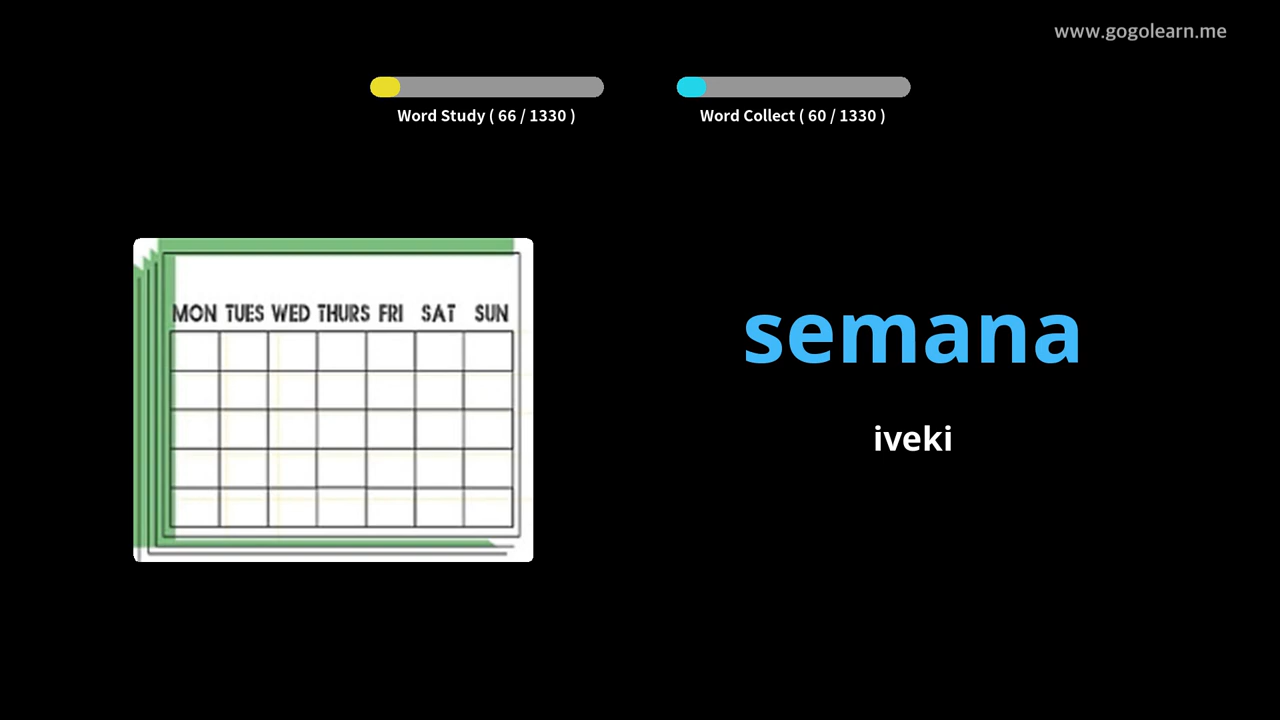 www.gogolearn.me
Word Study ( 66 / 1330 )
Word Collect ( 60 / 1330 )
MON TUES WED THURS FRI SAT SUN
semana
iveki